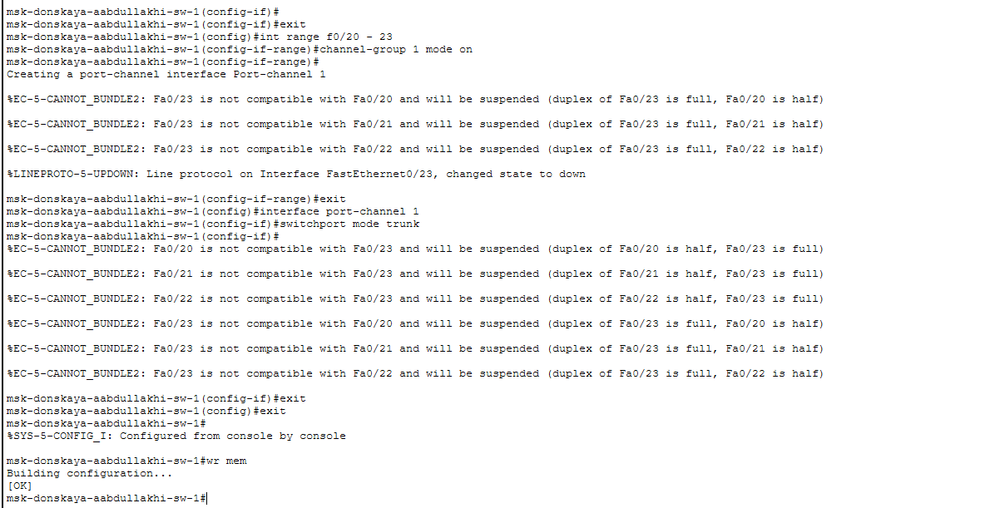 msk-donskaya-aabdullakhi-sw-1(config-if)#
msk-donskaya-aabdullakhi-sw-1(config-if)#exit
msk-donskaya-aabdullakhi-sw-1(config)#int range f0/20 - 23
msk-donskaya-aabdullakhi-sw-1(config-if-range)#channel-group 1 mode on
msk-donskaya-aabdullakhi-sw-1(config-if-range)#
Creating a port-channel interface Port-channel 1
%EC-5-CANNOT_BUNDLE2: Fa0/23 is not compatible with Fa0/20 and will be suspended (duplex of Fa0/23 is full, Fa0/20 is half)
%EC-5-CANNOT_BUNDLE2: Fa0/23 is not compatible with Fa0/21 and will be suspended (duplex of Fa0/23 is full, Fa0/21 is half)
%EC-5-CANNOT_BUNDLE2: Fa0/23 is not compatible with Fa0/22 and will be suspended (duplex of Fa0/23 is full, Fa0/22 is half)
%LINEPROTO-5-UPDOWN: Line protocol on Interface FastEthernet0/23, changed state to down
msk-donskaya-aabdullakhi-sw-1(config-if-range)#exit
msk-donskaya-aabdullakhi-sw-1(config)#interface port-channel 1
msk-donskaya-aabdullakhi-sw-1(config-if)#switchport mode trunk
msk-donskaya-aabdullakhi-sw-1(config-if)#
%EC-5-CANNOT_BUNDLE2: Fa0/20 is not compatible with Fa0/23 and will be suspended (duplex of Fa0/20 is half, Fa0/23 is full)
%EC-5-CANNOT_BUNDLE2: Fa0/21 is not compatible with Fa0/23 and will be suspended (duplex of Fa0/21 is half, Fa0/23 is full)
%EC-5-CANNOT_BUNDLE2: Fa0/22 is not compatible with Fa0/23 and will be suspended (duplex of Fa0/22 is half, Fa0/23 is full)
%EC-5-CANNOT_BUNDLE2: Fa0/23 is not compatible with Fa0/20 and will be suspended (duplex of Fa0/23 is full, Fa0/20 is half)
%EC-5-CANNOT_BUNDLE2: Fa0/23 is not compatible with Fa0/21 and will be suspended (duplex of Fa0/23 is full, Fa0/21 is half)
%EC-5-CANNOT_BUNDLE2: Fa0/23 is not compatible with Fa0/22 and will be suspended (duplex of Fa0/23 is full, Fa0/22 is half)
msk-donskaya-aabdullakhi-sw-1(config-if)#exit
msk-donskaya-aabdullakhi-sw-1(config)#exit
msk-donskaya-aabdullakhi-sw-1#
%SYS-5-CONFIG_I: Configured from console by console
msk-donskaya-aabdullakhi-sw-1#wr mem
Building configuration...
[OK]
msk-donskaya-aabdullakhi-sw-1#